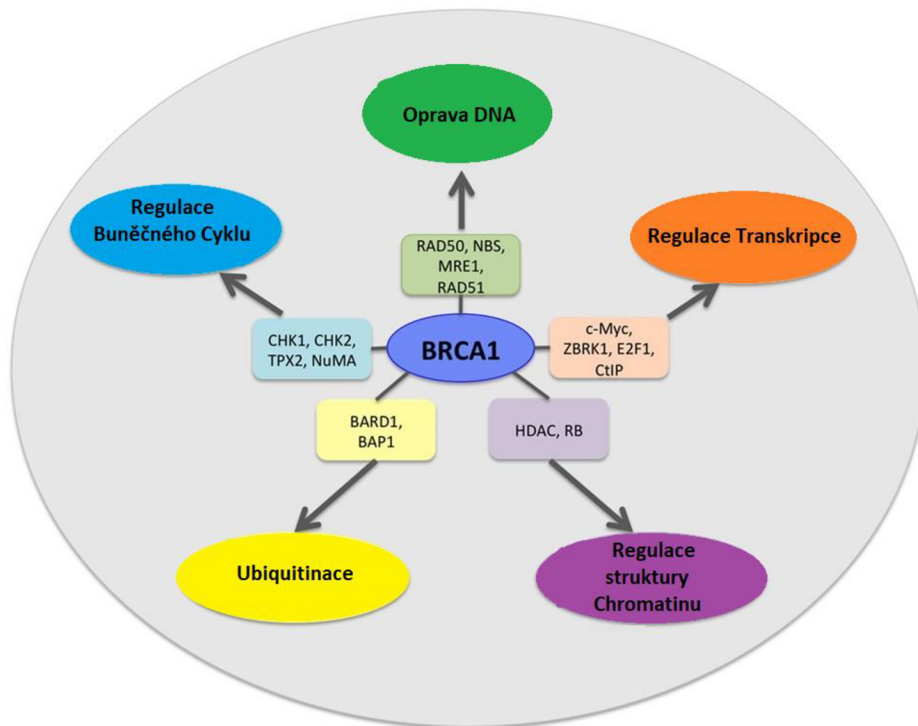 Oprava DNA
Regulace
Buněčného Cyklu
Regulace Transkripce
RAD50, NBS,
MRE1,
RAD51
CHK1, CHK2,
TPX2, NuMA
BRCA1
c-Myc,
ZBRK1, E2F1,
CtIP
BARD1,
BAP1
HDAC, RB
Ubiquitinace
Regulace
struktury
Chromatinu